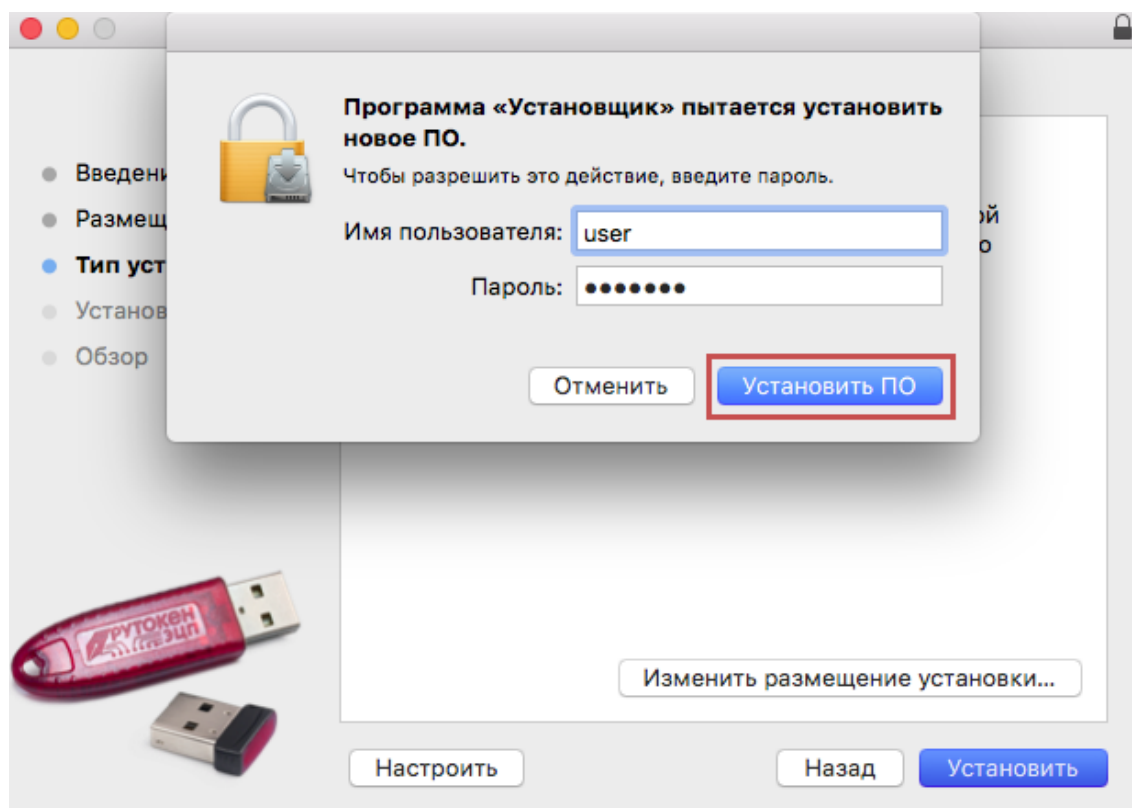 Программа «Установщик» пытается установить
новое ПО.
Чтобы разрешить это действие, введите пароль.
Имя пользователя: user
Пароль: •••••••
Отменить
Установить ПО
Введени
Размещ
Тип уст
Установ
Обзор
ой
о
РУТОКЕН
ЭЦП
Изменить размещение установки...
Настроить
Назад
Установить